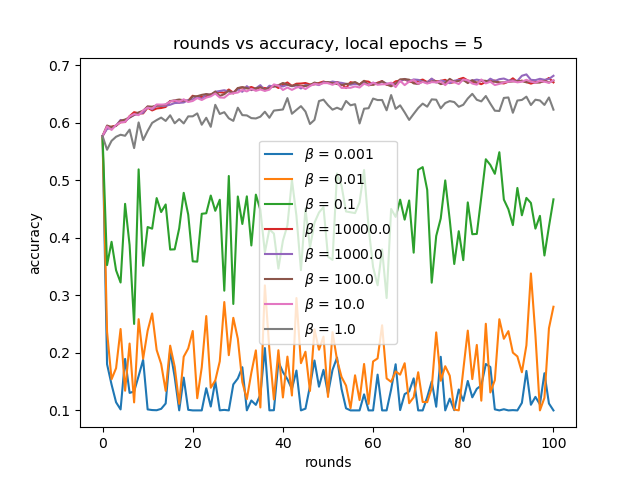 rounds vs accuracy, local epochs = 5
accuracy
0.7
0.6
0.5
0.4
0.3
0.2
0.1
β = 0.001
β = 0.01
β = 0.1
β = 10000.0
β = 1000.0
β = 100.0
β = 10.0
β = 1.0
0 20 40 60 80 100
rounds